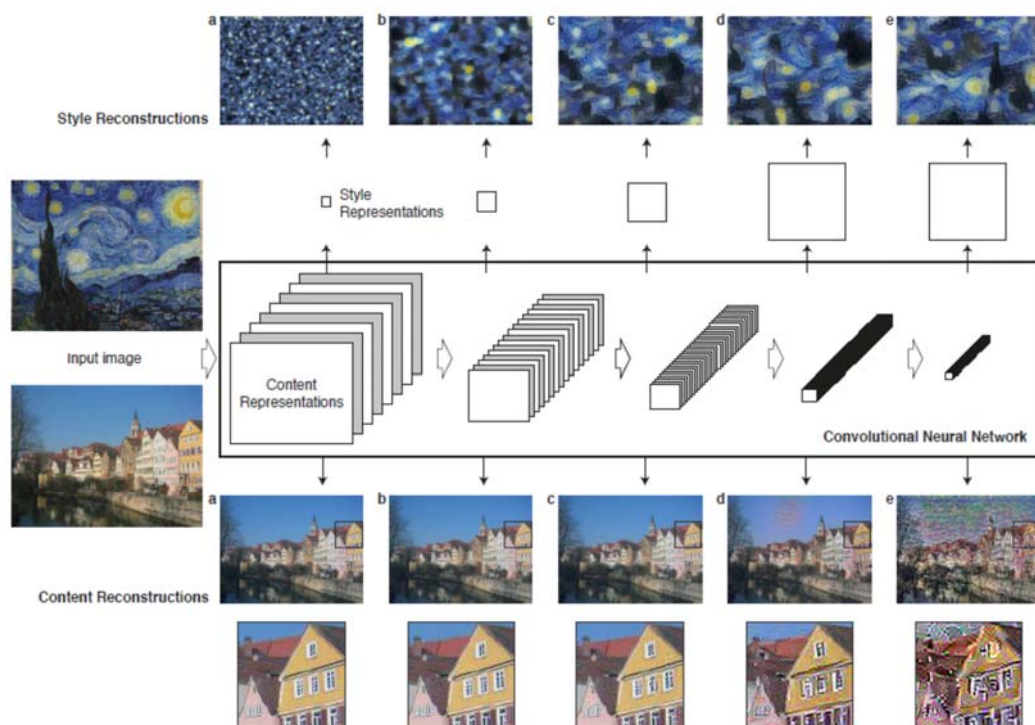 a b c d e
Style Reconstructions
Style
Representations
Input image
Content
Representations
Convolutional Neural Network
a b c d e
Content Reconstructions